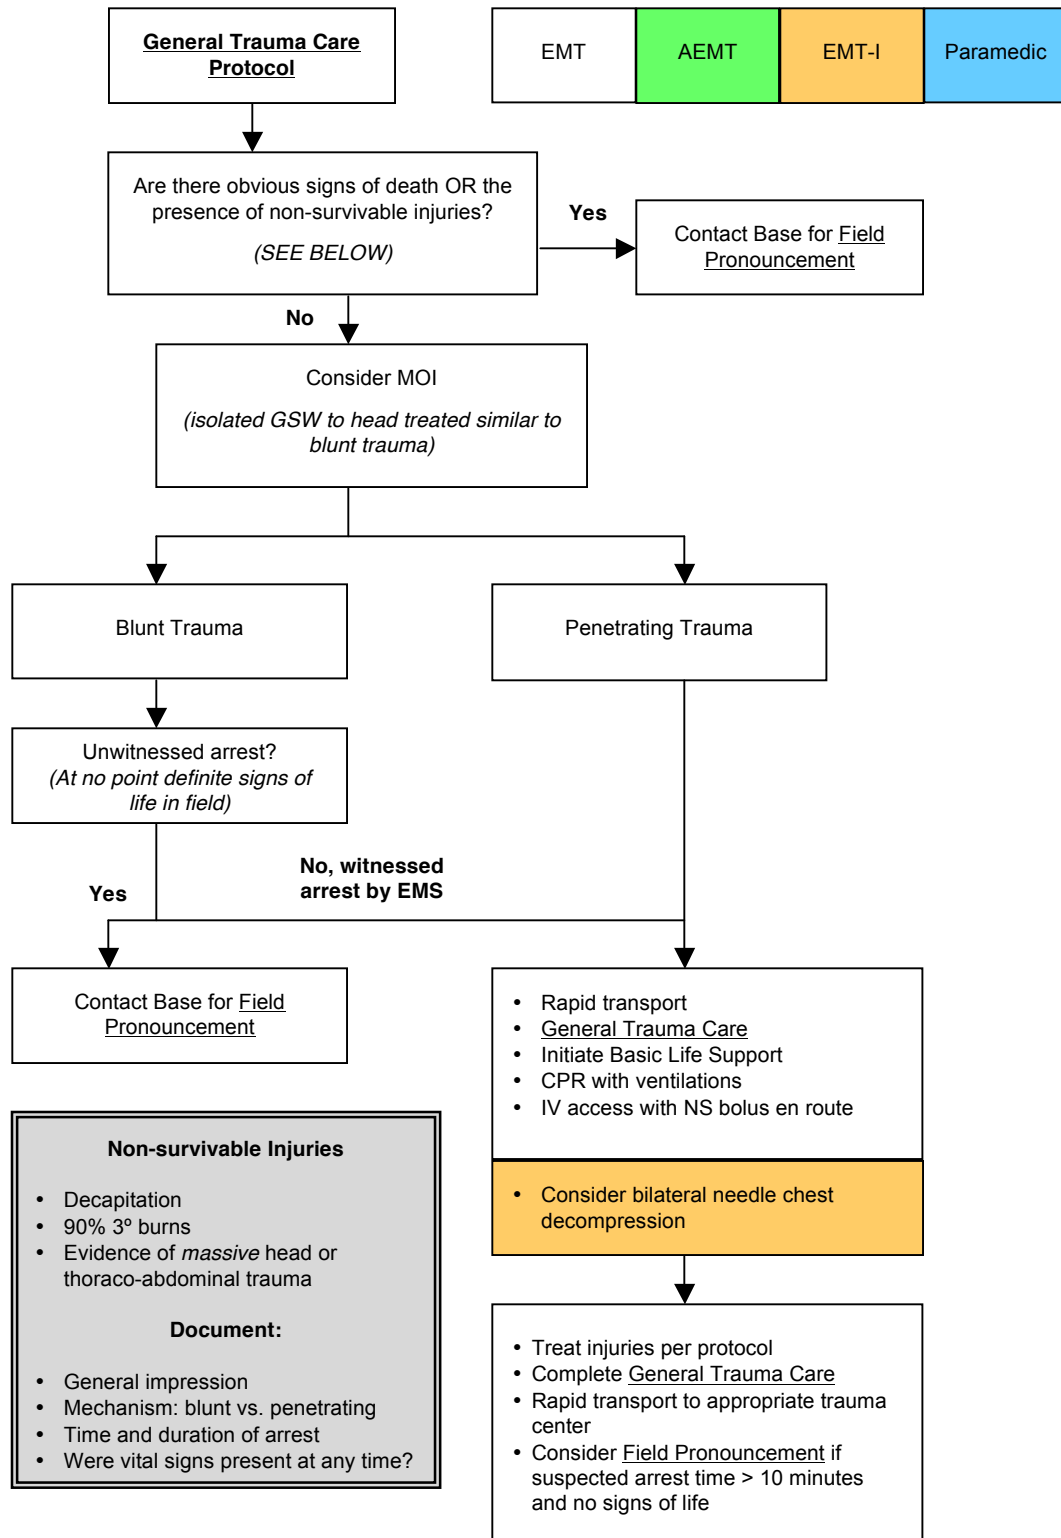 General Trauma Care
Protocol
EMT
AEMT
EMT-I
Paramedic
Are there obvious signs of death OR the
presence of non-survivable injuries?
(SEE BELOW)
Yes
Contact Base for Field
Pronouncement
No
Consider MOI
(isolated GSW to head treated similar to
blunt trauma)
Blunt Trauma
Penetrating Trauma
Unwitnessed arrest?
(At no point definite signs of
life in field)
No, witnessed
arrest by EMS
Yes
Contact Base for Field
Pronouncement
• Rapid transport
• General Trauma Care
• Initiate Basic Life Support
• CPR with ventilations
• IV access with NS bolus en route
• Consider bilateral needle chest
decompression
Non-survivable Injuries
• Decapitation
• 90% 3º burns
• Evidence of massive head or
thoraco-abdominal trauma
Document:
• General impression
• Mechanism: blunt vs. penetrating
• Time and duration of arrest
• Were vital signs present at any time?
• Treat injuries per protocol
• Complete General Trauma Care
• Rapid transport to appropriate trauma
center
• Consider Field Pronouncement if
suspected arrest time > 10 minutes
and no signs of life